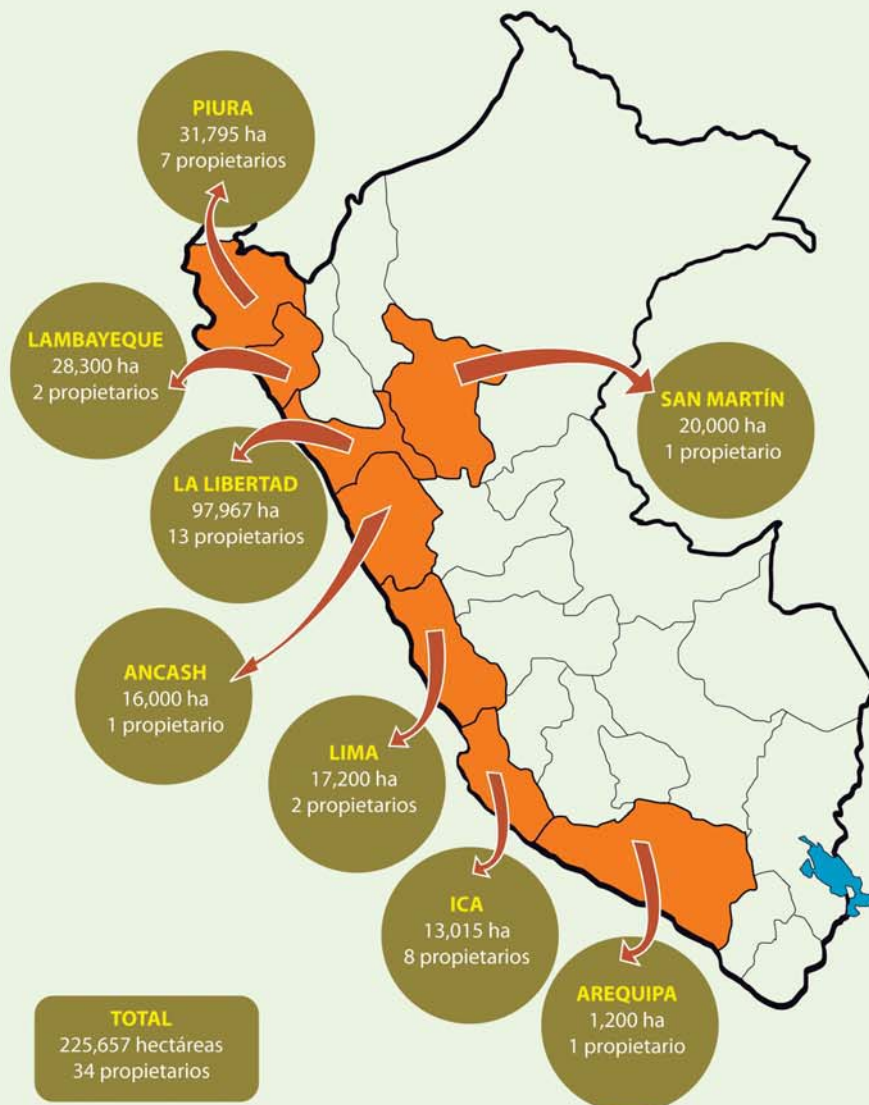 PIURA
31,795 ha
7 propietarios
LAMBAYEQUE
28,300 ha
2 propietarios
SAN MARTÍN
20,000 ha
1 propietario
LA LIBERTAD
97,967 ha
13 propietarios
ANCASH
16,000 ha
1 propietario
LIMA
17,200 ha
2 propietarios
ICA
13,015 ha
8 propietarios
AREQUIPA
1,200 ha
1 propietario
TOTAL
225,657 hectáreas
34 propietarios